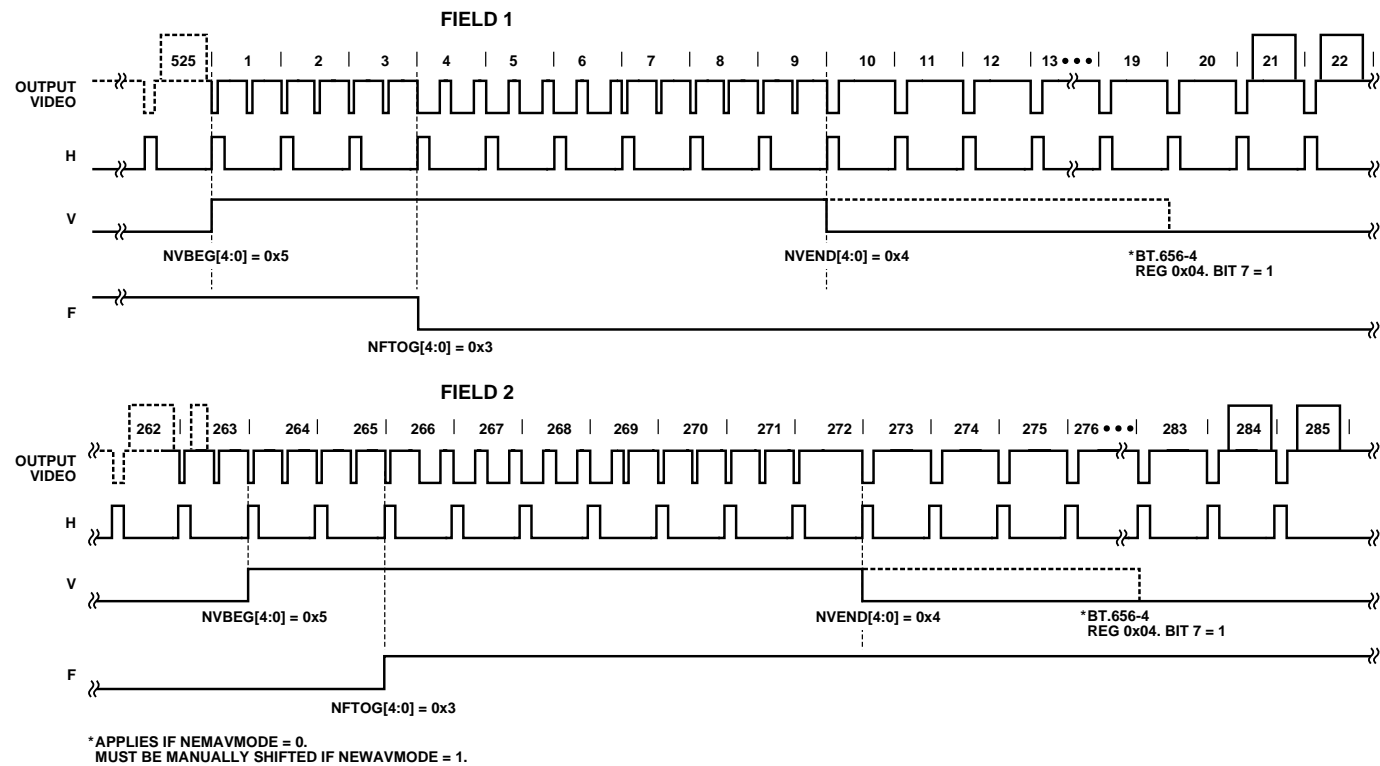 FIELD 1
525 1 2 3 4 5 6 7 8 9 10 11 12 13 ••• 19 20 21 22
OUTPUT
VIDEO
H
V
NVBEG[4:0] = 0x5
NVEND[4:0] = 0x4
*BT.656-4
REG 0x04. BIT 7 = 1
F
NFTOG[4:0] = 0x3
FIELD 2
262 263 264 265 266 267 268 269 270 271 272 273 274 275 276 ••• 283 284 285
OUTPUT
VIDEO
H
V
NVBEG[4:0] = 0x5
NVEND[4:0] = 0x4
*BT.656-4
REG 0x04. BIT 7 = 1
F
NFTOG[4:0] = 0x3
*APPLIES IF NEMAVMODE = 0.
MUST BE MANUALLY SHIFTED IF NEWAVMODE = 1.